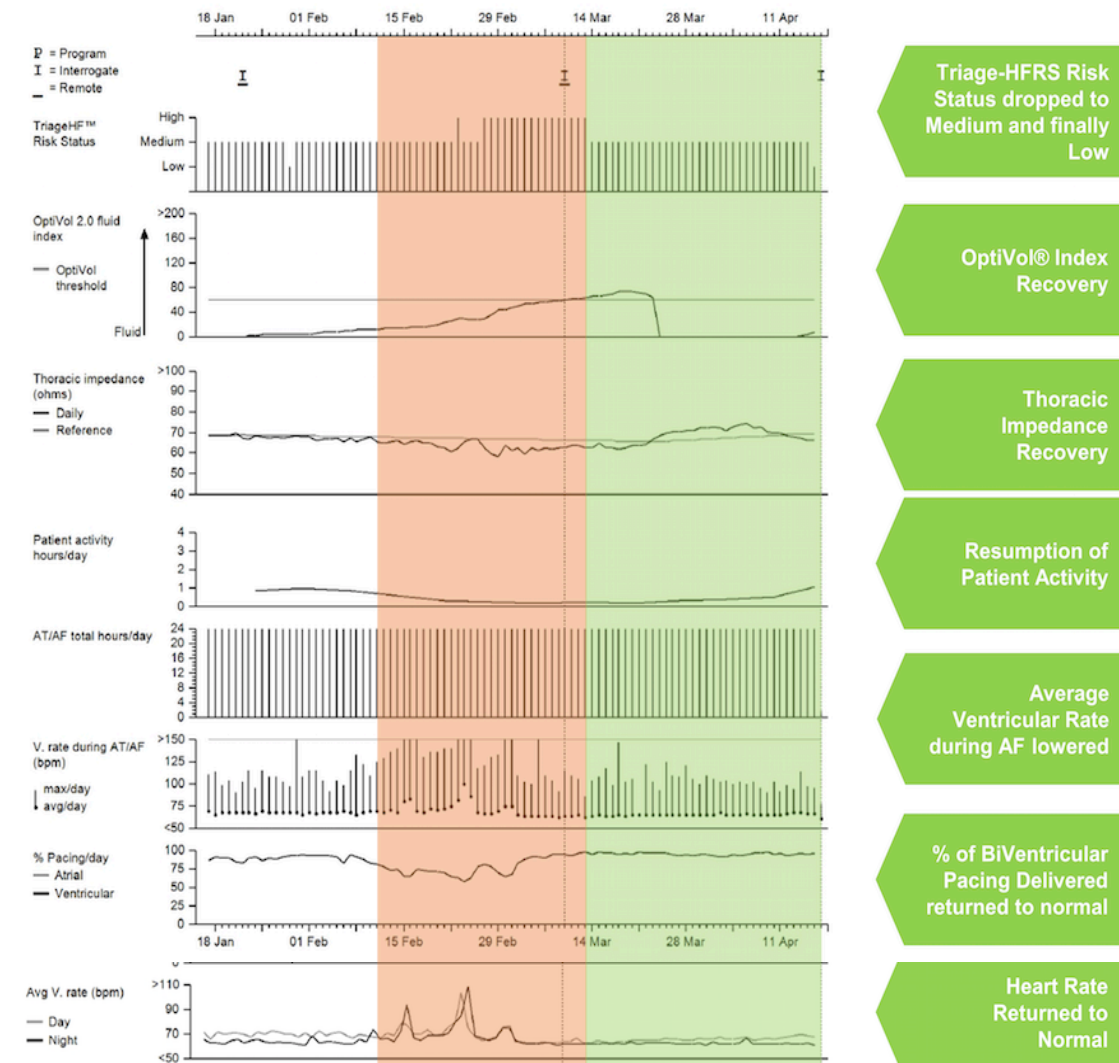 18 Jan 01 Feb 15 Feb 29 Feb 14 Mar 28 Mar 11 Apr
P = Program
I = Interrogate
_ = Remote
I I I
TriageHF™
Risk Status
High
Medium
Low
Triage-HFRS Risk
Status dropped to
Medium and finally
Low
OptiVol 2.0 fluid
index
OptiVol
threshold
Fluid
>200
160
120
80
40
0
OptiVol® Index
Recovery
Thoracic impedance
(ohms)
Daily
Reference
>100
90
80
70
60
50
40
Thoracic
Impedance
Recovery
Patient activity
hours/day
4
3
2
1
0
Resumption of
Patient Activity
AT/AF total hours/day
24
20
16
12
8
4
0
V. rate during AT/AF
(bpm)
max/day
avg/day
>150
100
75
<50
Average
Ventricular Rate
during AF lowered
% Pacing/day
Atrial
Ventricular
100
75
50
25
0
% of BiVentricular
Pacing Delivered
returned to normal
18 Jan 01 Feb 15 Feb 29 Feb 14 Mar 28 Mar 11 Apr
Avg V. rate (bpm)
Day
Night
>110
90
70
<50
Heart Rate
Returned to
Normal